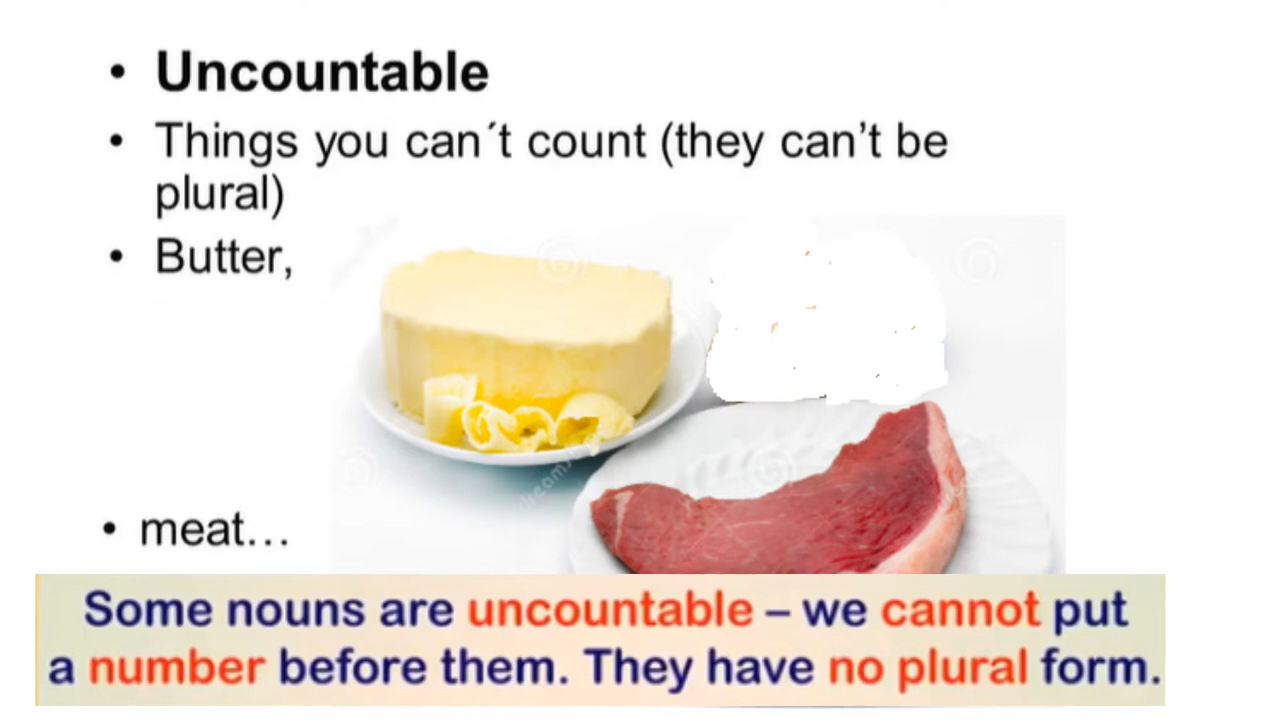 • Uncountable
• Things you can´t count (they can’t be
plural)
• Butter,
• meat…
Some nouns are uncountable – we cannot put
a number before them. They have no plural form.